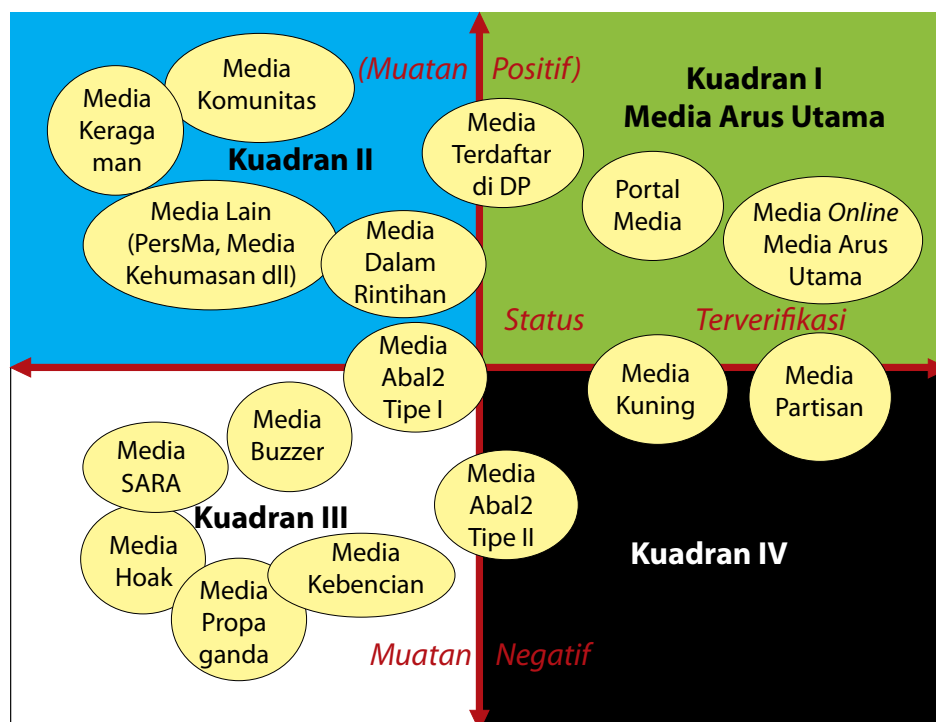 (Muatan Positif)
Kuadran I
Media Arus Utama
Media
Komunitas
Media
Keraga
man
Kuadran II
Media
Terdaftar
di DP
Portal
Media
Media Online
Media Arus
Utama
Media Lain
(PersMa, Media
Kehumasan dll)
Media
Dalam
Rintihan
Status Terverifikasi
Media
Abal2
Tipe I
Media
Kuning
Media
Partisan
Media
Buzzer
Media
SARA
Kuadran III
Media
Abal2
Tipe II
Kuadran IV
Media
Hoak
Media
Kebencian
Media
Propa
ganda
Muatan Negatif